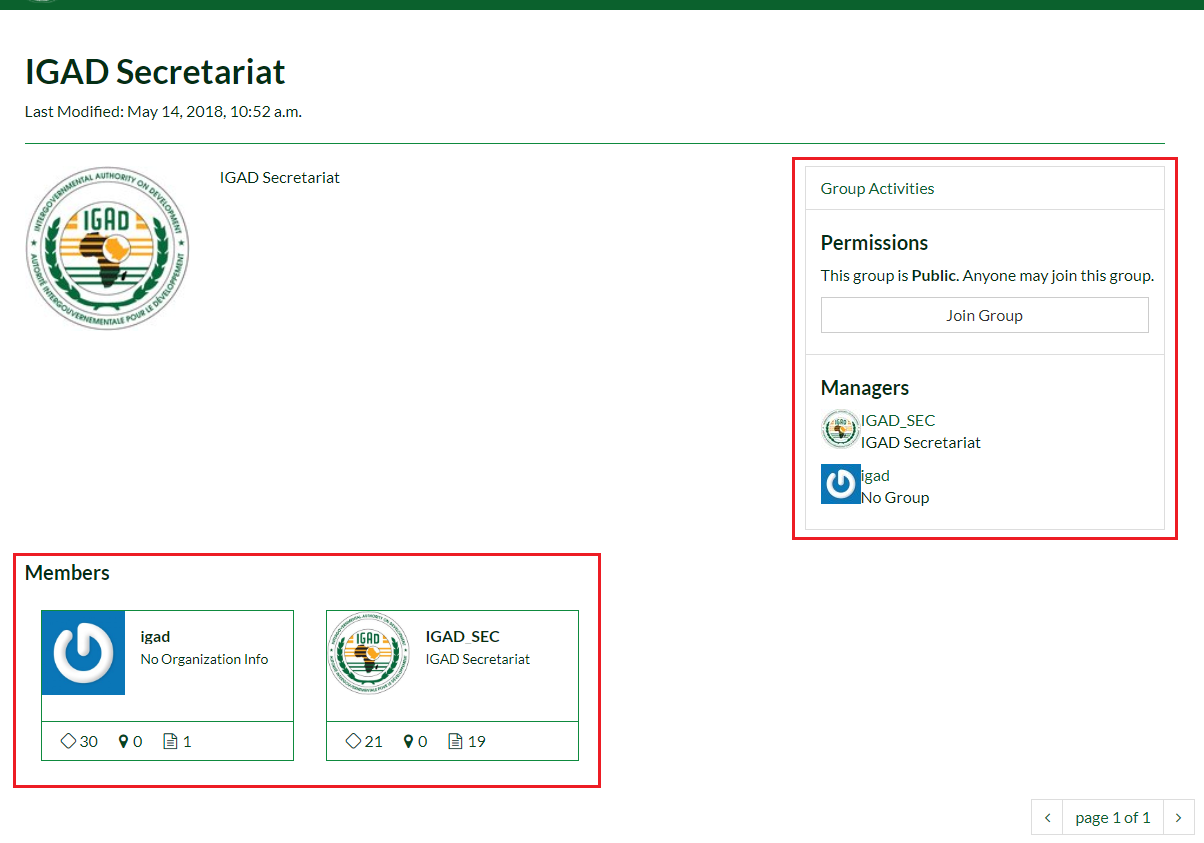 IGAD Secretariat
Last Modified: May 14, 2018, 10:52 a.m.
INTERGOVERNMENTAL AUTHORITY ON DEVELOPMENT
IGAD
AUTORITÉ INTERGOUVERNEMENTALE POUR LE DÉVELOPPEMENT
IGAD Secretariat
Group Activities
Permissions
This group is Public. Anyone may join this group.
Join Group
Managers
IGAD_SEC
IGAD Secretariat
igad
No Group
Members
igad
No Organization Info
30 0 1
IGAD
IGAD_SEC
IGAD Secretariat
21 0 19
page 1 of 1